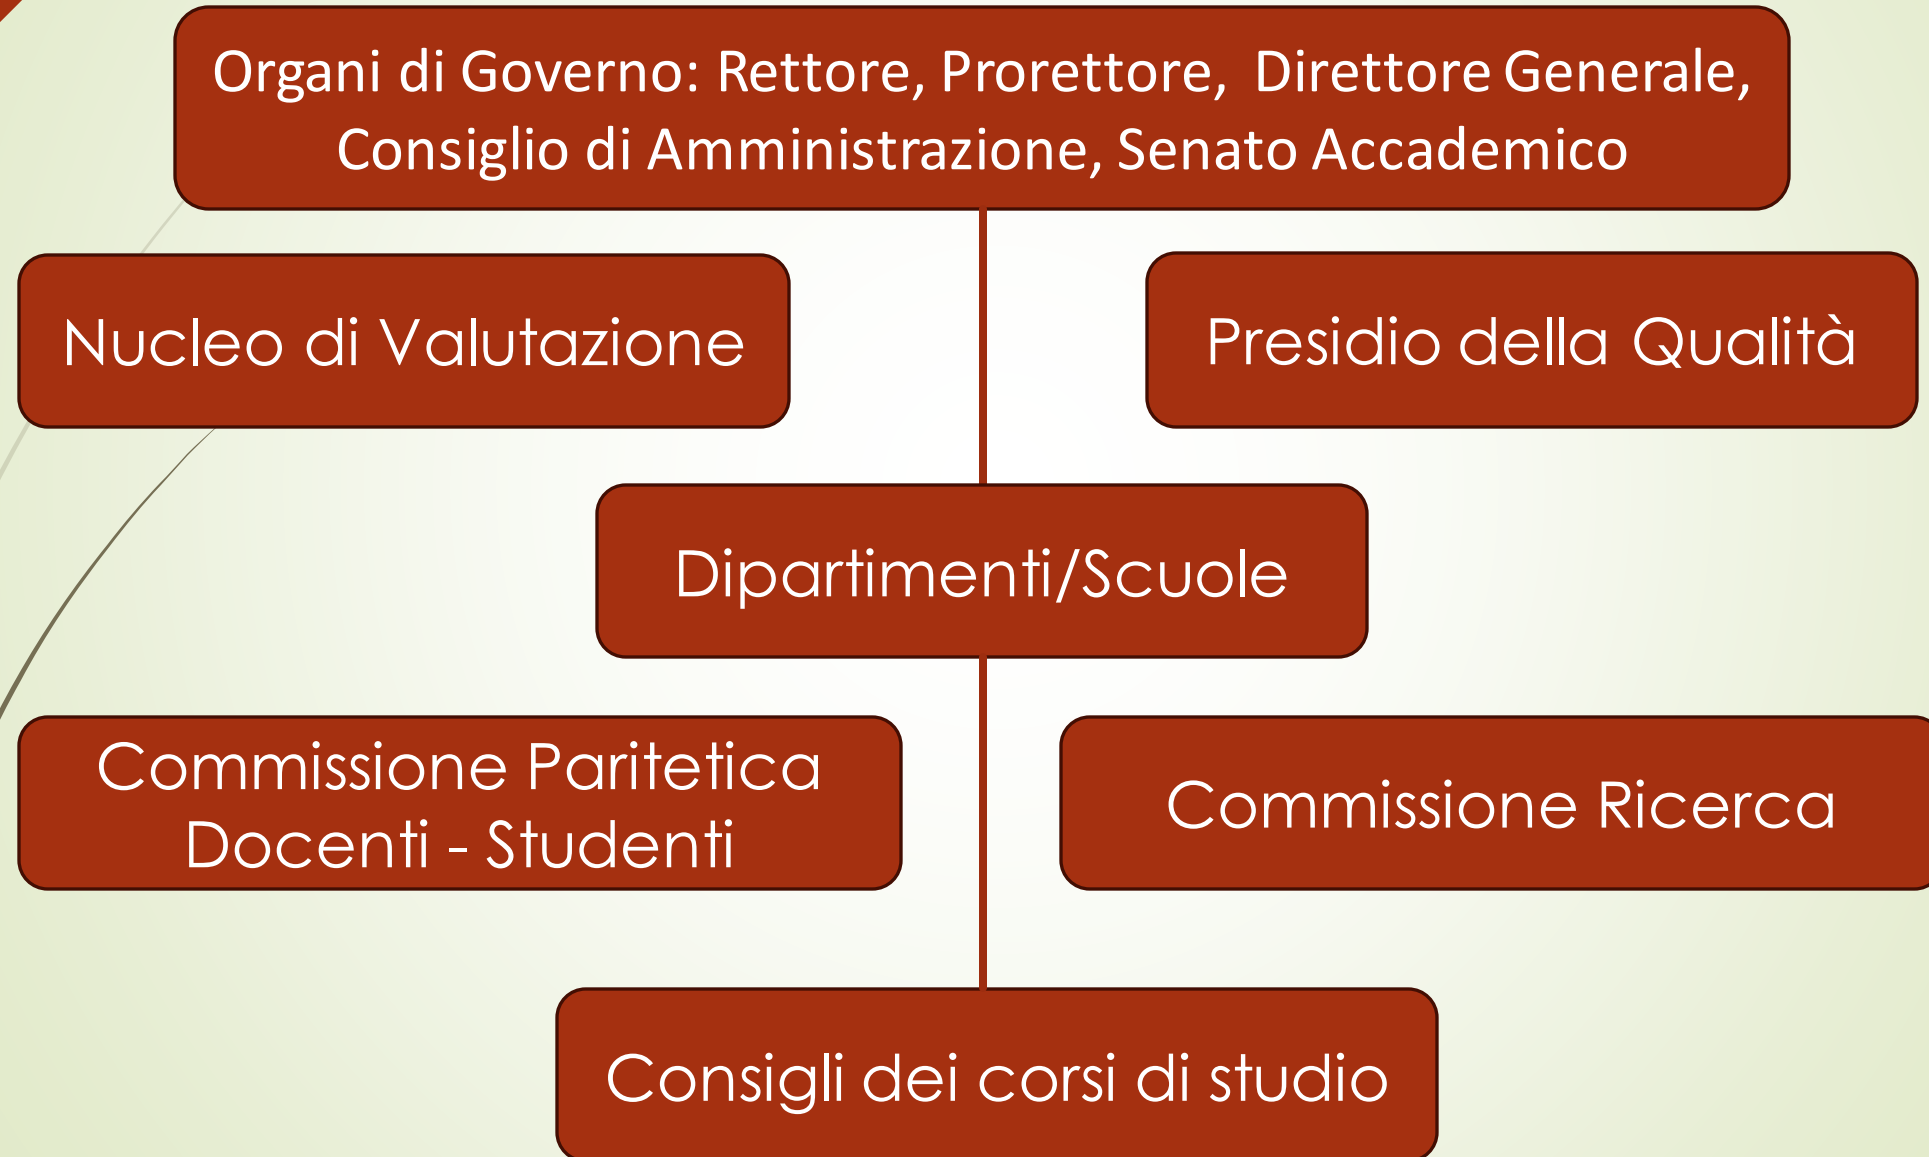 Organi di Governo: Rettore, Prorettore, Direttore Generale,
Consiglio di Amministrazione, Senato Accademico
Nucleo di Valutazione
Presidio della Qualità
Dipartimenti/Scuole
Commissione Paritetica
Docenti - Studenti
Commissione Ricerca
Consigli dei corsi di studio